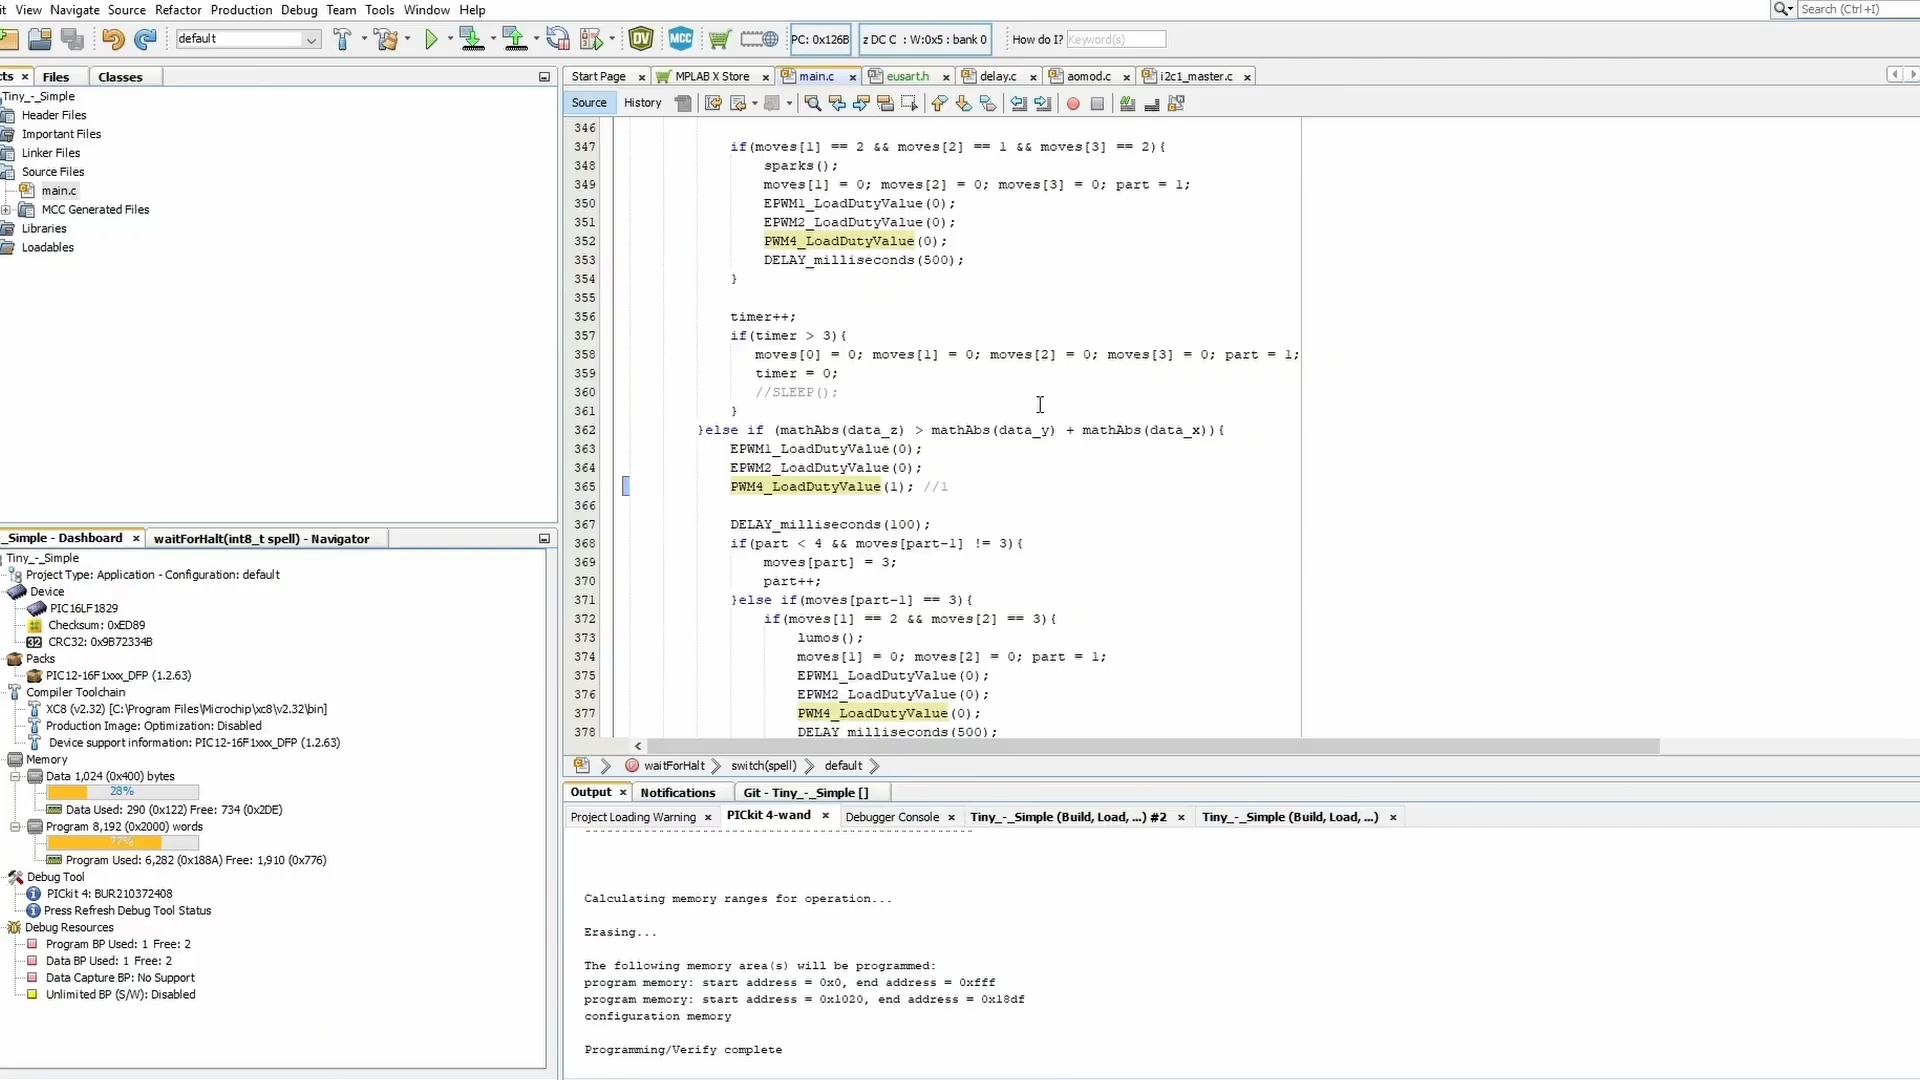 it View Navigate Source Refactor Production Debug Team Tools Window Help
Search (Ctrl+I)
default
PC: 0x126B
z DC C : W:0x5 : bank 0
How do I? Keyword(s)
DV
MCC
cts × Files Classes
Tiny_-_Simple
Header Files
Important Files
Linker Files
Source Files
main.c
MCC Generated Files
Libraries
Loadables
Start Page MPLAB X Store main.c eusart.h delay.c aomod.c i2c1_master.c
Source History
346
347 if(moves[1] == 2 && moves[2] == 1 && moves[3] == 2){
348 sparks();
349 moves[1] = 0; moves[2] = 0; moves[3] = 0; part = 1;
350 EPWM1_LoadDutyValue(0);
351 EPWM2_LoadDutyValue(0);
352 PWM4_LoadDutyValue(0);
353 DELAY_milliseconds(500);
354 }
355
356 timer++;
357 if(timer > 3){
358 moves[0] = 0; moves[1] = 0; moves[2] = 0; moves[3] = 0; part = 1;
359 timer = 0;
360 //SLEEP();
361 }
362 }else if (mathAbs(data_z) > mathAbs(data_y) + mathAbs(data_x)){
363 EPWM1_LoadDutyValue(0);
364 EPWM2_LoadDutyValue(0);
365 PWM4_LoadDutyValue(1); //1
366
367 DELAY_milliseconds(100);
368 if(part < 4 && moves[part-1] != 3){
369 moves[part] = 3;
370 part++;
371 }else if(moves[part-1] == 3){
372 if(moves[1] == 2 && moves[2] == 3){
373 lumos();
374 moves[1] = 0; moves[2] = 0; part = 1;
375 EPWM1_LoadDutyValue(0);
376 EPWM2_LoadDutyValue(0);
377 PWM4_LoadDutyValue(0);
378 DELAY_milliseconds(500);
waitForHalt switch(spell) default
_Simple - Dashboard × waitForHalt(int8_t spell) - Navigator
Tiny_-_Simple
Project Type: Application - Configuration: default
Device
PIC16LF1829
Checksum: 0xED89
32 CRC32: 0x9B72334B
Packs
PIC12-16F1xxx_DFP (1.2.63)
Compiler Toolchain
XC8 (v2.32) [C:\Program Files\Microchip\xc8\v2.32\bin]
Production Image: Optimization: Disabled
Device support information: PIC12-16F1xxx_DFP (1.2.63)
Memory
Data 1,024 (0x400) bytes
28%
Data Used: 290 (0x122) Free: 734 (0x2DE)
Program 8,192 (0x2000) words
77%
Program Used: 6,282 (0x188A) Free: 1,910 (0x776)
Debug Tool
PICkit 4: BUR210372408
Press Refresh Debug Tool Status
Debug Resources
Program BP Used: 1 Free: 2
Data BP Used: 1 Free: 2
Data Capture BP: No Support
Unlimited BP (S/W): Disabled
Output × Notifications Git - Tiny_-_Simple []
Project Loading Warning × PICkit 4-wand × Debugger Console × Tiny_-_Simple (Build, Load, ...) #2 × Tiny_-_Simple (Build, Load, ...) ×
Calculating memory ranges for operation...
Erasing...
The following memory area(s) will be programmed:
program memory: start address = 0x0, end address = 0xfff
program memory: start address = 0x1020, end address = 0x18df
configuration memory
Programming/Verify complete